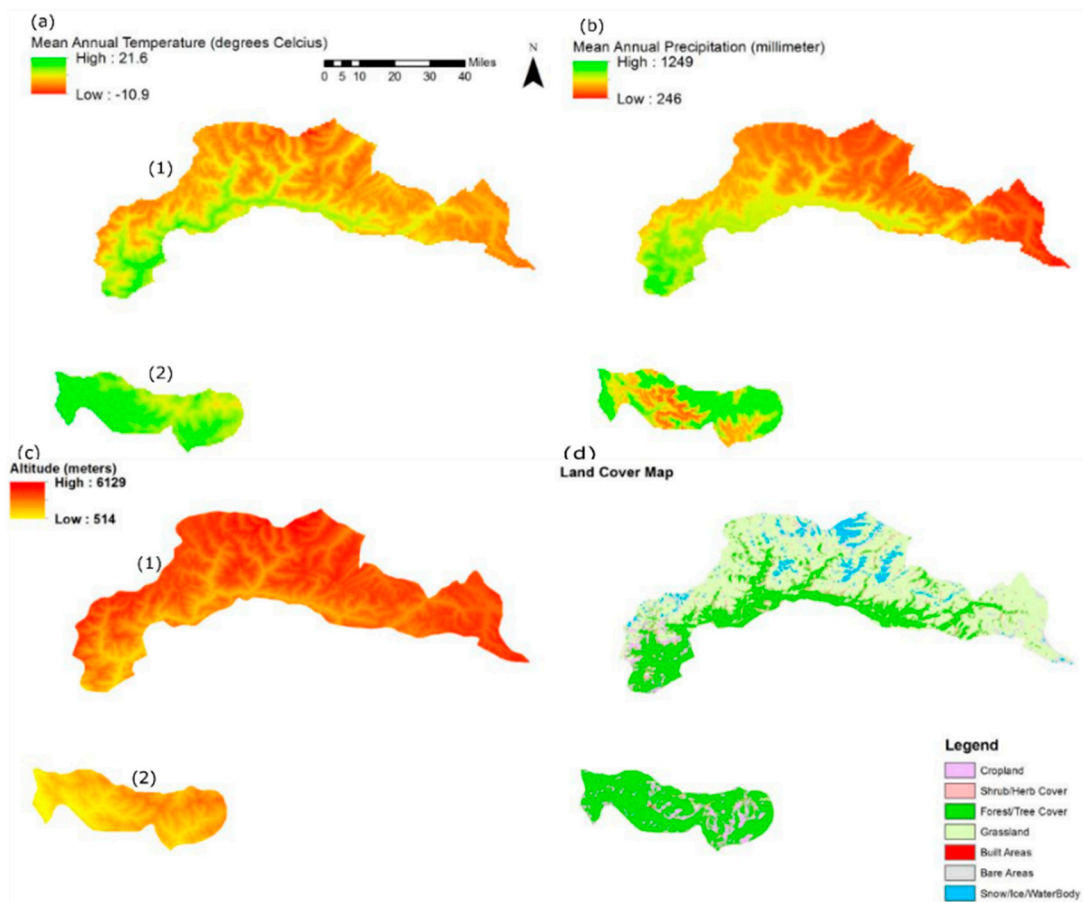 (a)
Mean Annual Temperature (degrees Celcius)
High : 21.6
Low : -10.9
0 5 10 20 30 40 Miles
N
(1)
(2)
(b)
Mean Annual Precipitation (millimeter)
High : 1249
Low : 246
(c)
Altitude (meters)
High : 6129
Low : 514
(1)
(2)
(d)
Land Cover Map
Legend
Cropland
Shrub/Herb Cover
Forest/Tree Cover
Grassland
Built Areas
Bare Areas
Snow/Ice/WaterBody